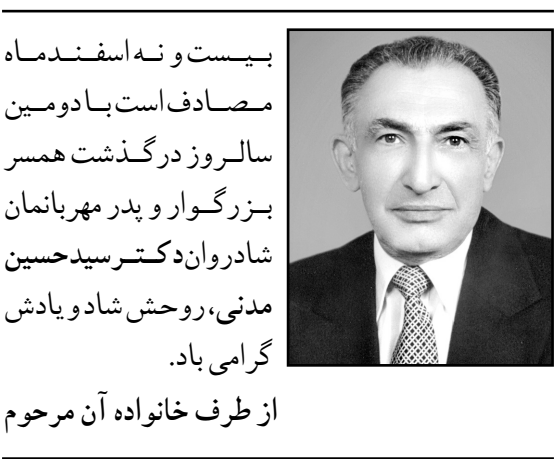 بیست و نه اسفندماه
مصادف است با دومین
سالروز درگذشت همسر
بزرگوار و پدر مهربانمان
شادروان دکتر سیدحسین
مدنی، روحش شاد و یادش
گرامی باد.
از طرف خانواده آن مرحوم